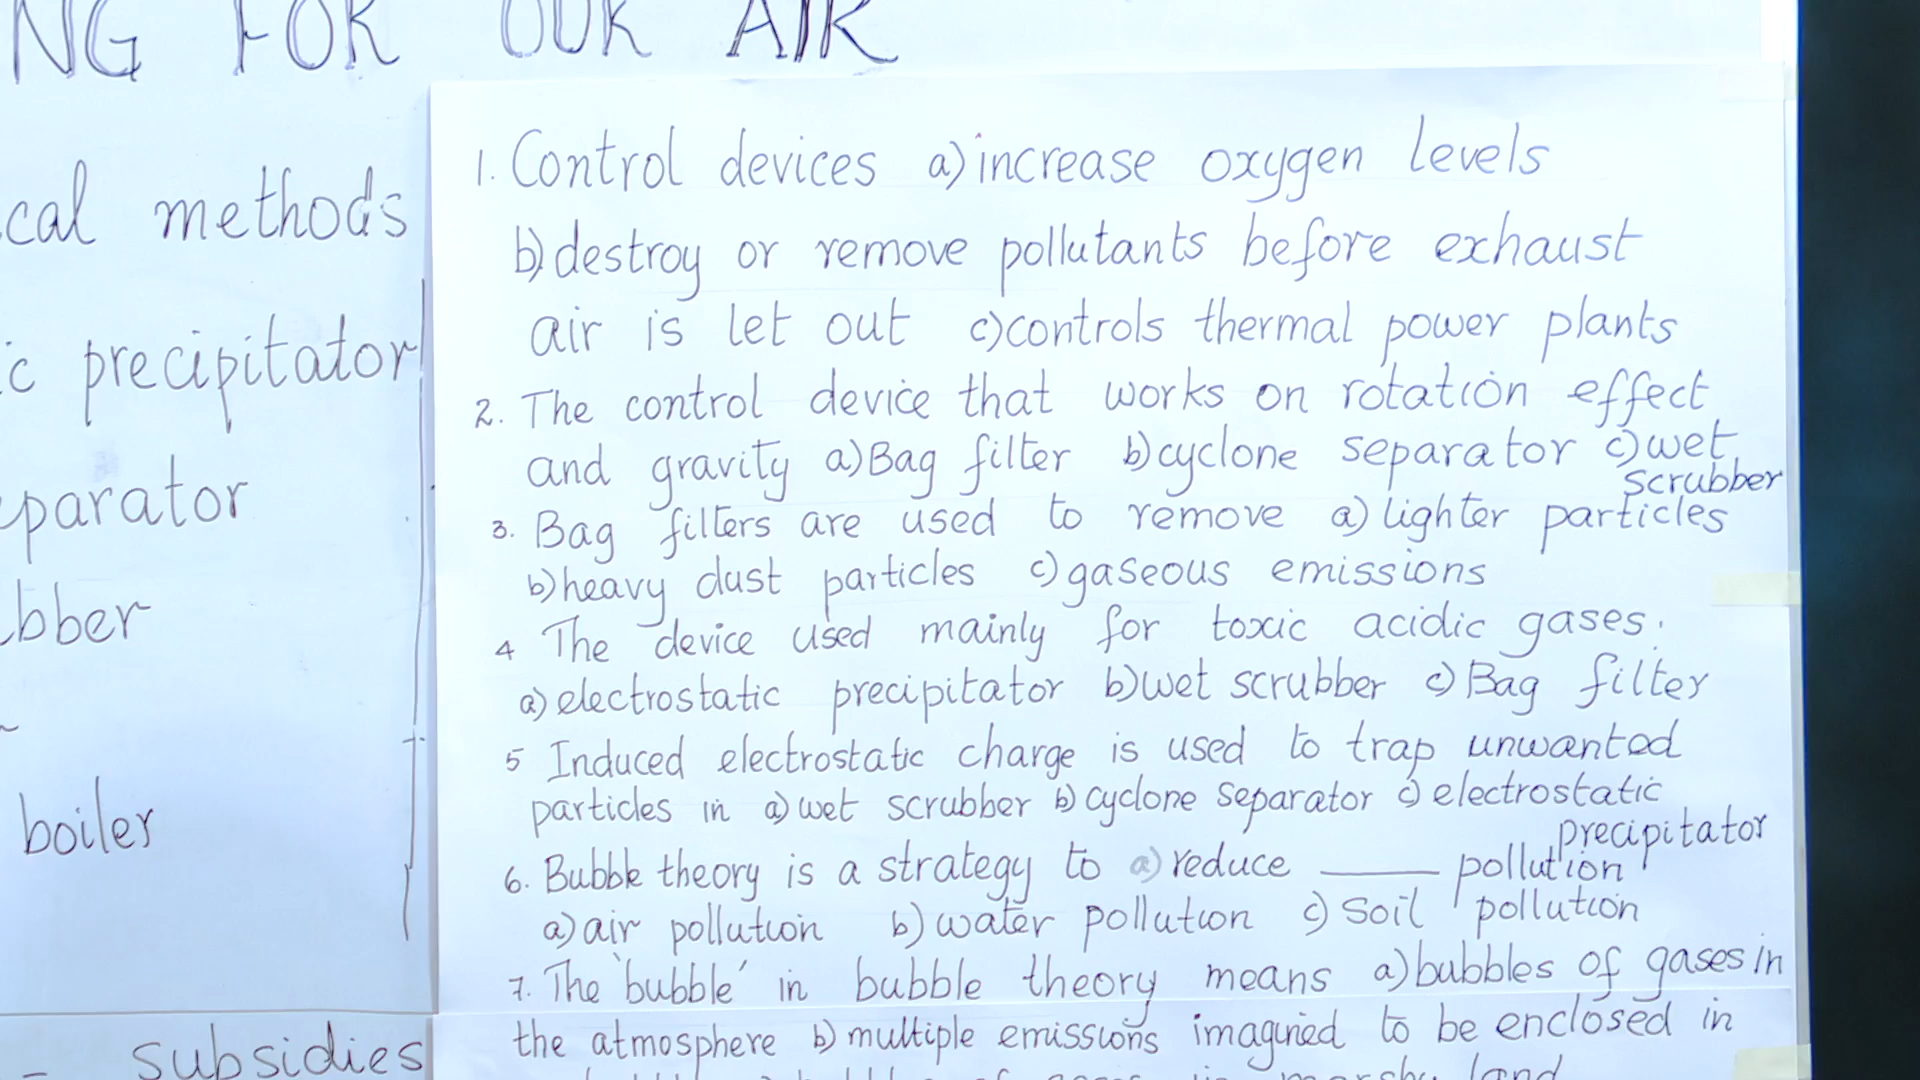 NG FOR OUR AIR
cal methods
c precipitator
parator
bber
boiler
- subsidies
1. Control devices a) increase oxygen levels
b) destroy or remove pollutants before exhaust
air is let out c) controls thermal power plants
2. The control device that works on rotation effect
and gravity a) Bag filter b) cyclone separator c) wet
scrubber
3. Bag filters are used to remove a) lighter particles
b) heavy dust particles c) gaseous emissions
4 The device used mainly for toxic acidic gases.
a) electrostatic precipitator b) wet scrubber c) Bag filter
5 Induced electrostatic charge is used to trap unwanted
particles in a) wet scrubber b) cyclone separator c) electrostatic
precipitator
6. Bubble theory is a strategy to a) reduce ____ pollution
a) air pollution b) water pollution c) soil pollution
7. The 'bubble' in bubble theory means a) bubbles of gases in
the atmosphere b) multiple emissions imagined to be enclosed in
land